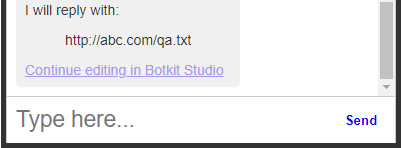 I will reply with:
http://abc.com/qa.txt
Continue editing in Botkit Studio
Type here...
Send